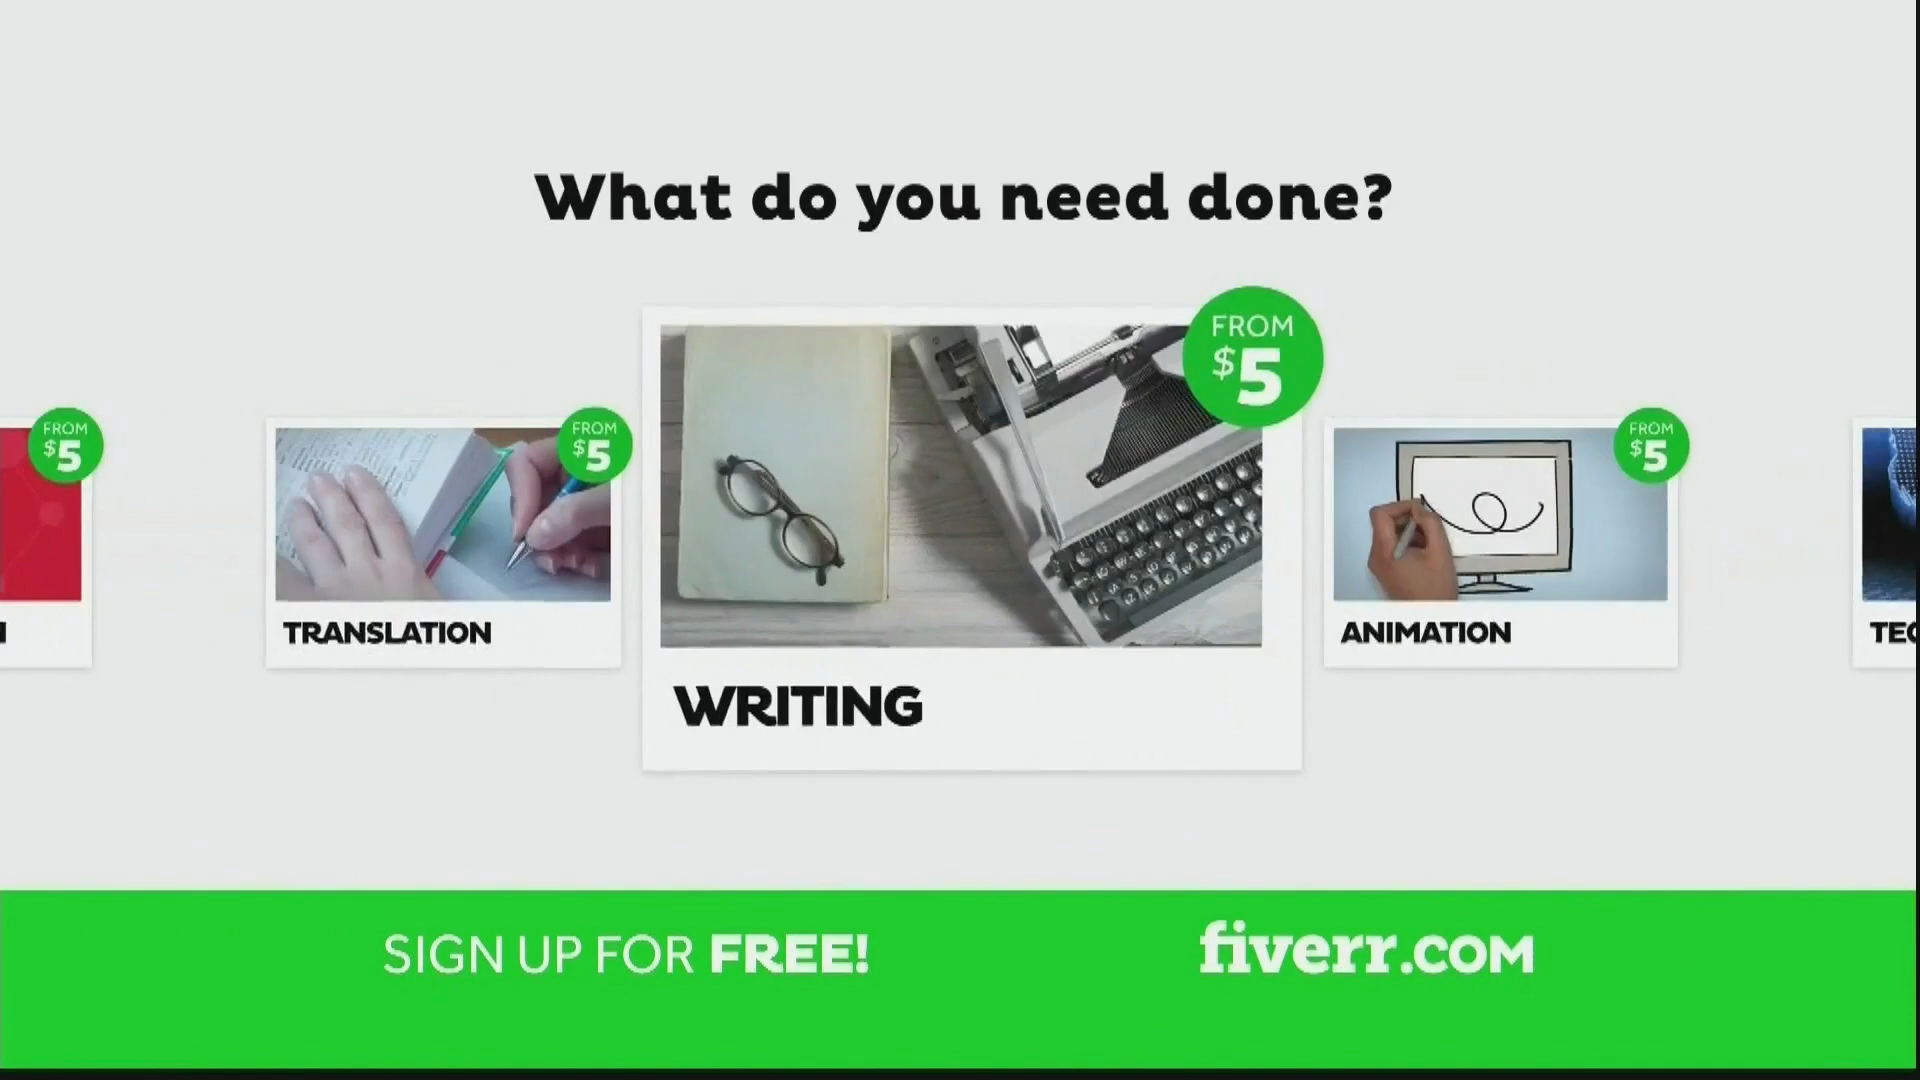 What do you need done?
FROM
$5
FROM
$5
TRANSLATION
FROM
$5
WRITING
FROM
$5
ANIMATION
SIGN UP FOR FREE!
fiverr.COM